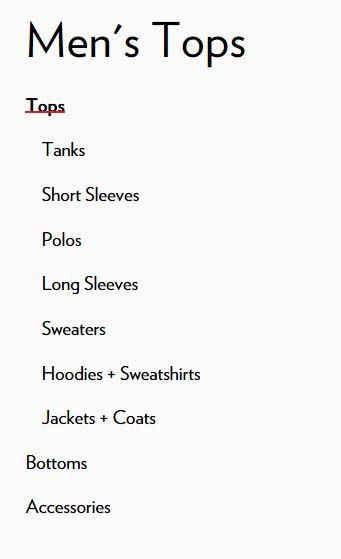 Men's Tops
Tops
Tanks
Short Sleeves
Polos
Long Sleeves
Sweaters
Hoodies + Sweatshirts
Jackets + Coats
Bottoms
Accessories